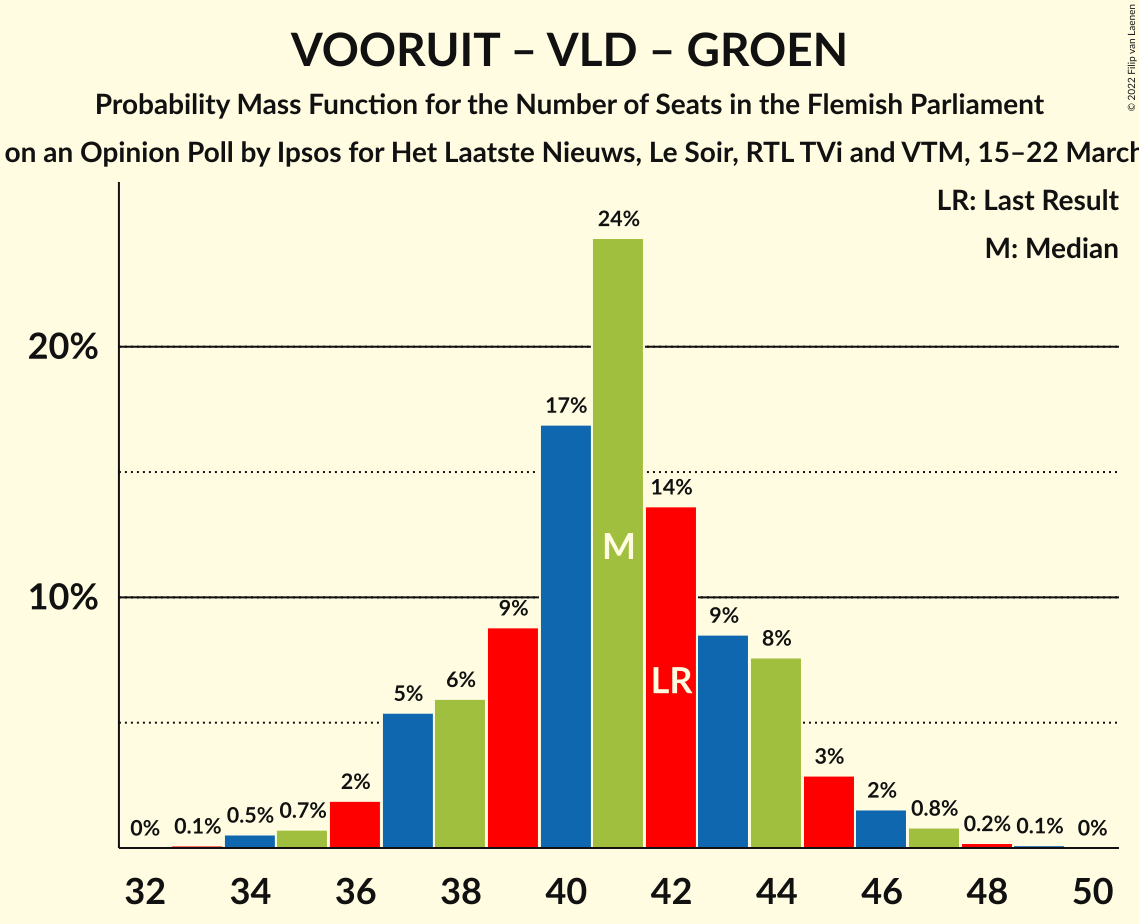 VOORUIT – VLD – GROEN
Probability Mass Function for the Number of Seats in the Flemish Parliament
on an Opinion Poll by Ipsos for Het Laatste Nieuws, Le Soir, RTL TVi and VTM, 15–22 March
© 2022 Filip van Laenen
LR: Last Result
M: Median
20%
10%
0%
0.1%
0.5%
0.7%
2%
5%
6%
9%
17%
24%
14%
9%
8%
3%
2%
0.8%
0.2%
0.1%
0%
M
LR
32 34 36 38 40 42 44 46 48 50